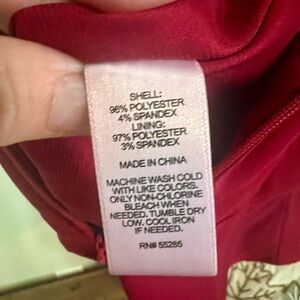 SHELL:
96% POLYESTER
4% SPANDEX
LINING:
97% POLYESTER
3% SPANDEX
MADE IN CHINA
MACHINE WASH COLD
WITH LIKE COLORS,
ONLY NON-CHLORINE
BLEACH WHEN
NEEDED. TUMBLE DRY
LOW. COOL IRON
IF NEEDED.
RN# 55285